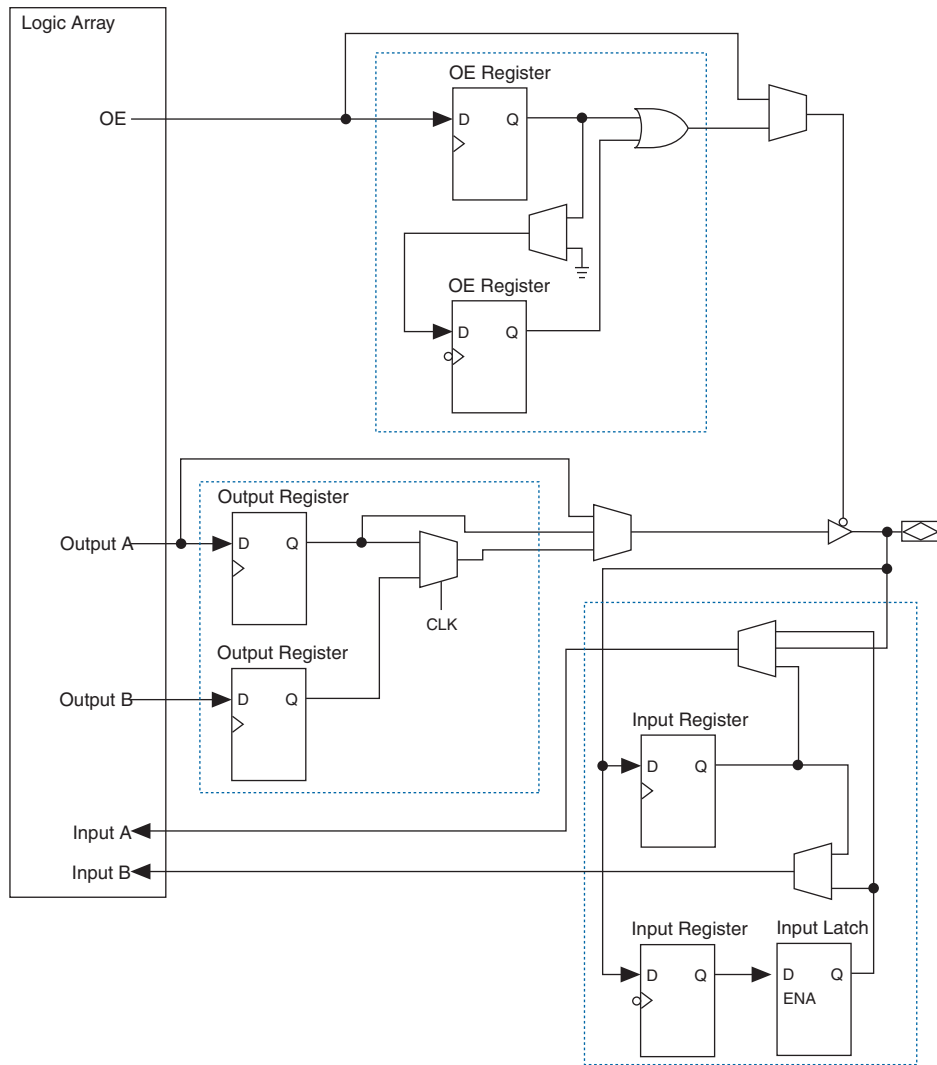 Logic Array
OE Register
OE
D Q
OE Register
D Q
Output Register
Output A
D Q
CLK
Output Register
Output B
D Q
Input Register
D Q
Input A
Input B
Input Register
Input Latch
D Q
D Q
ENA